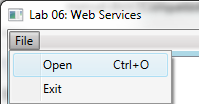 Lab 06: Web Services
File
Open Ctrl+O
Exit